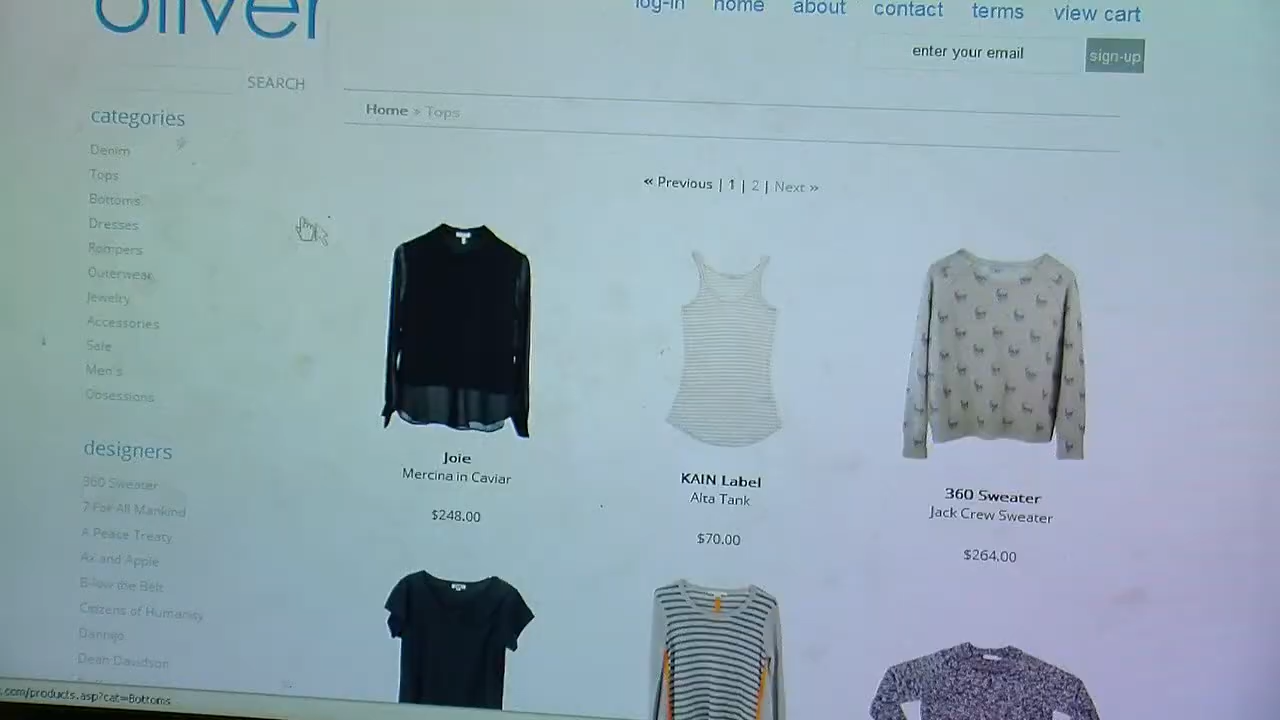 oliver
log-in home about contact terms view cart
enter your email sign-up
SEARCH
Home » Tops
categories
Denim
Tops
Bottoms
Dresses
Rompers
Outerwear
Jewelry
Accessories
Sale
Men's
Obsessions
« Previous | 1 | 2 | Next »
Joie
Mercina in Caviar
$248.00
KAIN Label
Alta Tank
$70.00
360 Sweater
Jack Crew Sweater
$264.00
designers
360 Sweater
7 For All Mankind
A Peace Treaty
Ax and Apple
B-low the Belt
Citizens of Humanity
Dannijo
Dean Davidson
.com/products.asp?cat=Bottoms